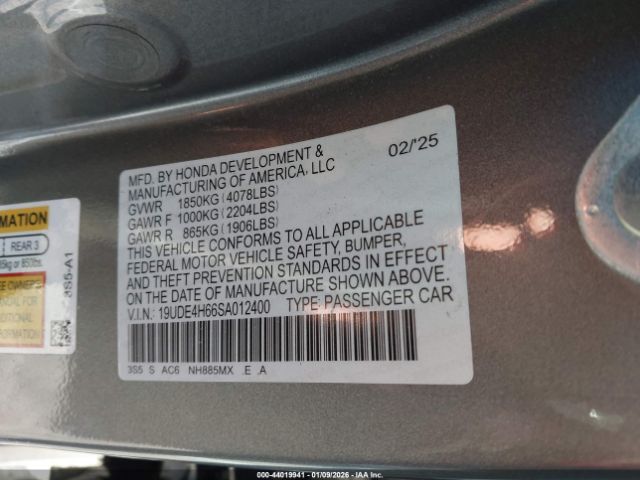 MFD. BY HONDA DEVELOPMENT & 02/'25
MANUFACTURING OF AMERICA, LLC
GVWR 1850KG (4078LBS)
GAWR F 1000KG (2204LBS)
GAWR R 865KG (1906LBS)
THIS VEHICLE CONFORMS TO ALL APPLICABLE
FEDERAL MOTOR VEHICLE SAFETY, BUMPER,
AND THEFT PREVENTION STANDARDS IN EFFECT
ON THE DATE OF MANUFACTURE SHOWN ABOVE.
V.I.N.: 19UDE4H66SA012400 TYPE: PASSENGER CAR
3S5 S AC6 NH885MX .E .A
REAR 3
3S5-A1
000-44019941 - 01/09/2026 - IAAI.COM